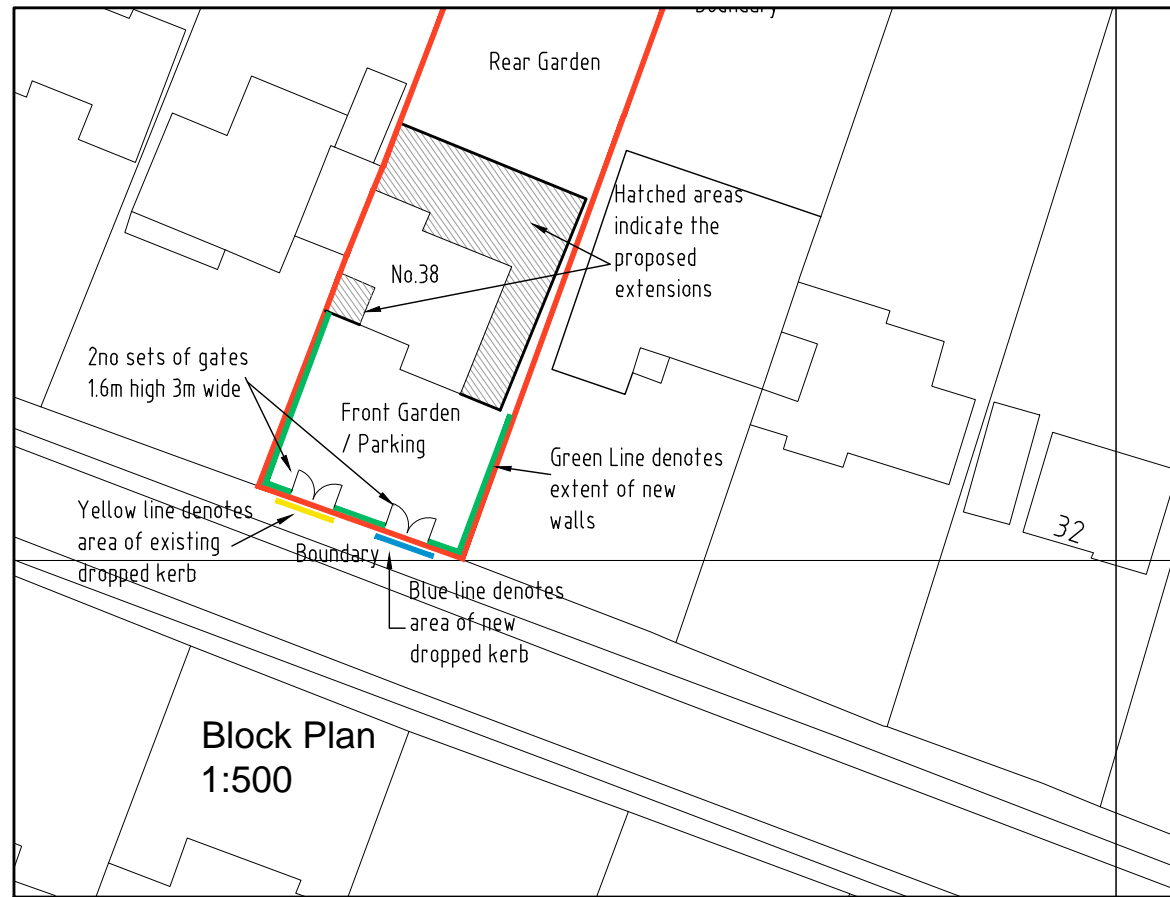 Boundary
Rear Garden
Hatched areas
indicate the
proposed
extensions
No.38
2no sets of gates
1.6m high 3m wide
Front Garden
/ Parking
Green Line denotes
extent of new
walls
Yellow line denotes
area of existing
dropped kerb
Boundary
Blue line denotes
area of new
dropped kerb
32
Block Plan
1:500